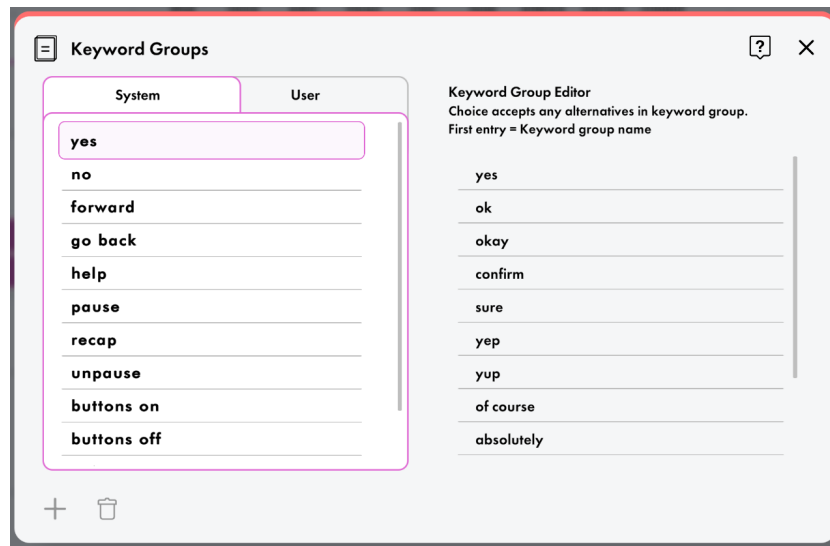 Keyword Groups
?
System
User
yes
no
forward
go back
help
pause
recap
unpause
buttons on
buttons off
Keyword Group Editor
Choice accepts any alternatives in keyword group.
First entry = Keyword group name
yes
ok
okay
confirm
sure
yep
yup
of course
absolutely